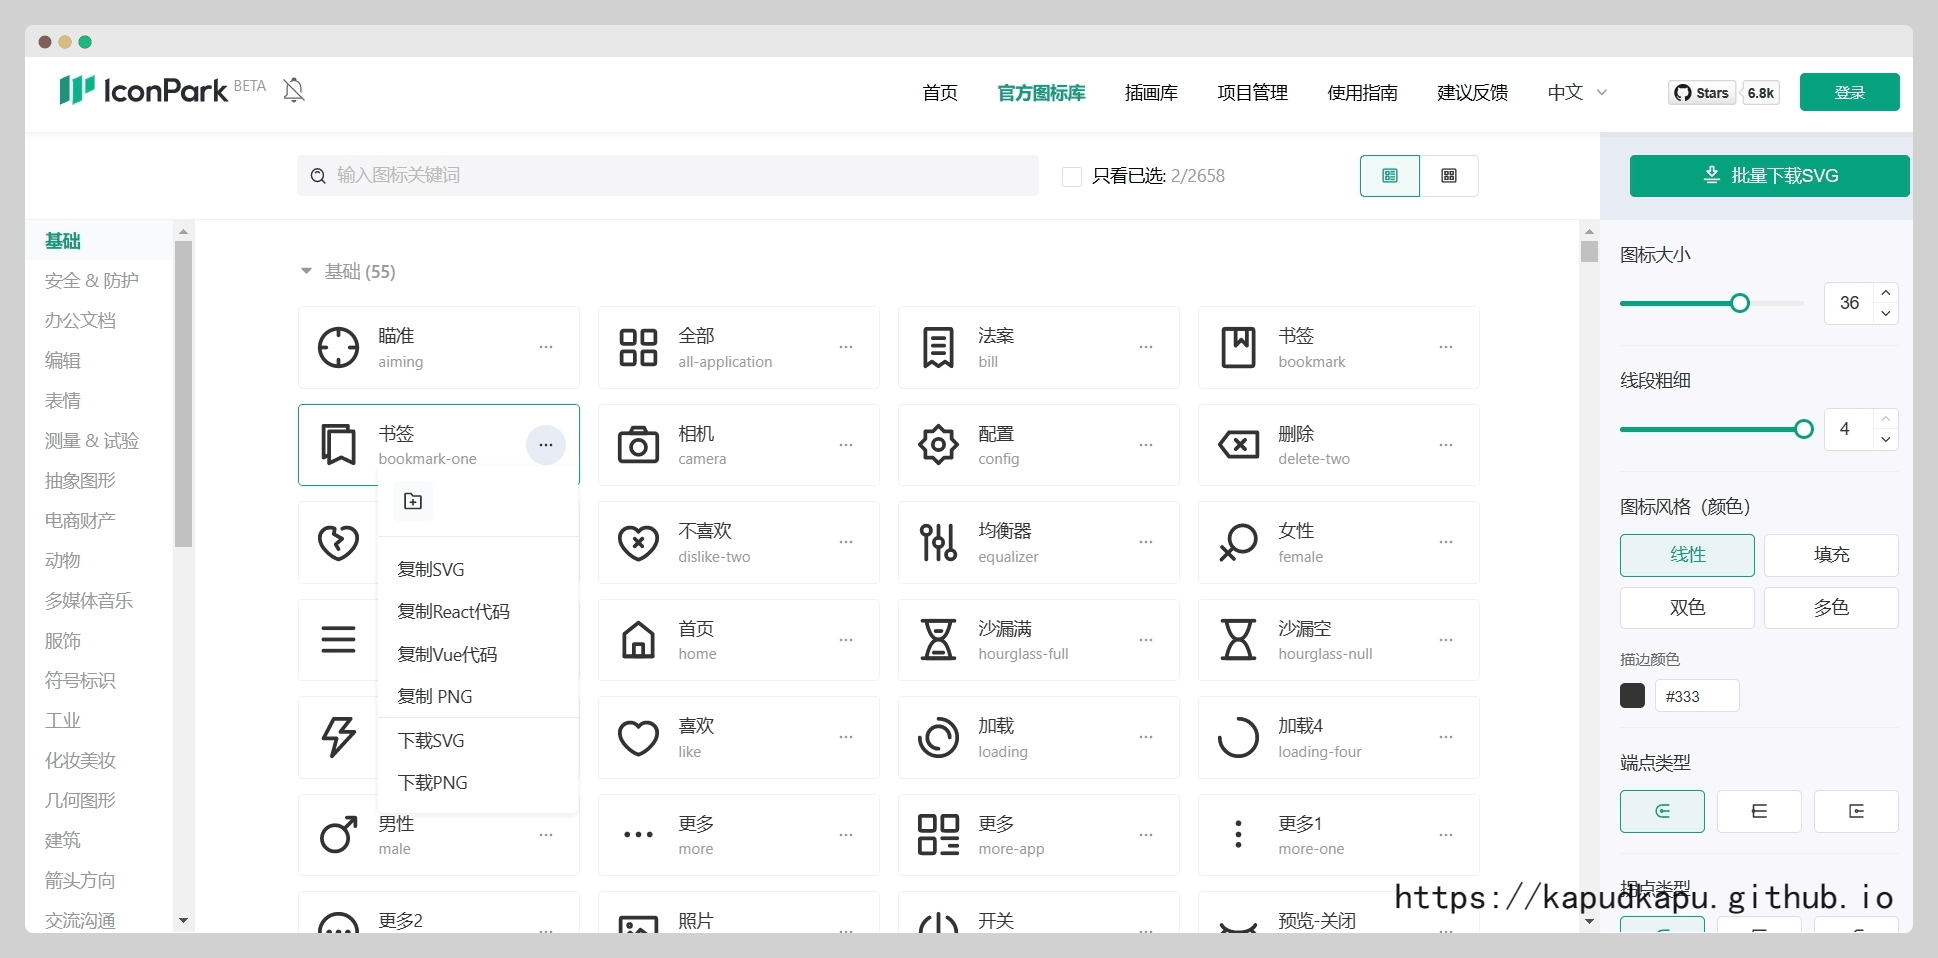 IconPark BETA
首页 官方图标库 插画库 项目管理 使用指南 建议反馈 中文 Stars 6.8k 登录
输入图标关键词 只看已选: 2/2658 批量下载SVG
基础
安全 & 防护
办公文档
编辑
表情
测量 & 试验
抽象图形
电商财产
动物
多媒体音乐
服饰
符号标识
工业
化妆美妆
几何图形
建筑
箭头方向
交流沟通
基础 (55)
瞄准
aiming
全部
all-application
法案
bill
书签
bookmark
书签
bookmark-one
相机
camera
配置
config
删除
delete-two
不喜欢
dislike-two
均衡器
equalizer
女性
female
首页
home
沙漏满
hourglass-full
沙漏空
hourglass-null
喜欢
like
加载
loading
加载4
loading-four
男性
male
更多
more
更多
more-app
更多1
more-one
更多2
照片
开关
预览-关闭
复制SVG
复制React代码
复制Vue代码
复制 PNG
下载SVG
下载PNG
图标大小
36
线段粗细
4
图标风格（颜色）
线性 填充
双色 多色
描边颜色
#333
端点类型
拐点类型
https://kapudkapu.github.io